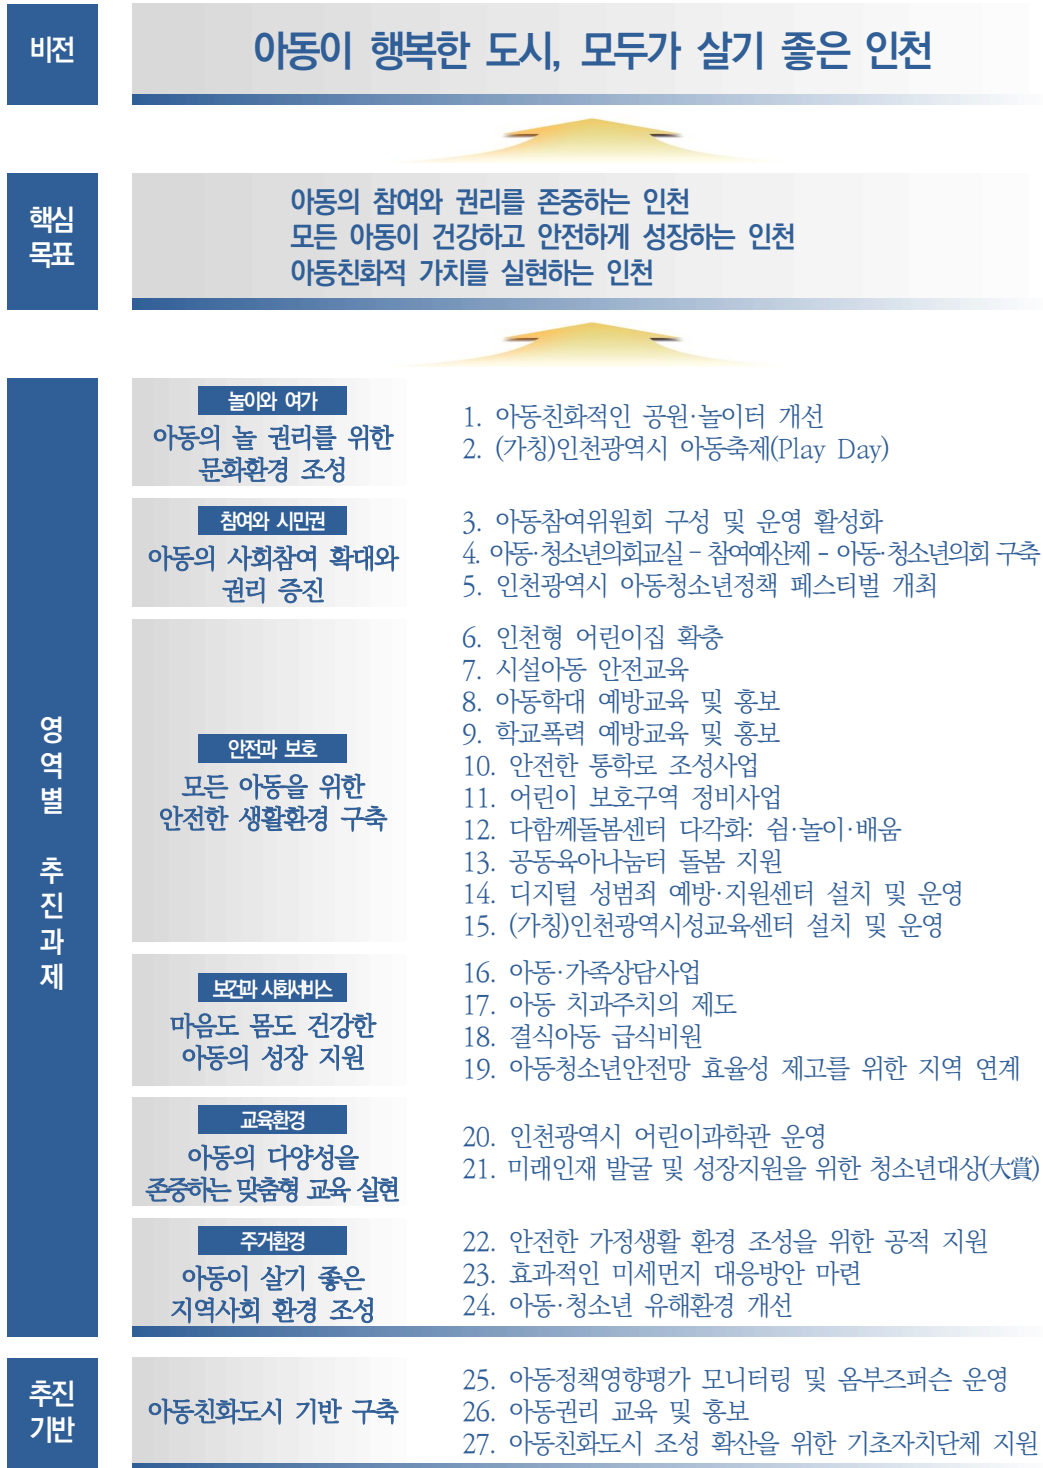 비전
아동이 행복한 도시, 모두가 살기 좋은 인천
핵심
목표
아동의 참여와 권리를 존중하는 인천
모든 아동이 건강하고 안전하게 성장하는 인천
아동친화적 가치를 실현하는 인천
영역별 추진과제
놀이와 여가
아동의 놀 권리를 위한
문화환경 조성
1. 아동친화적인 공원·놀이터 개선
2. (가칭)인천광역시 아동축제(Play Day)
참여와 시민권
아동의 사회참여 확대와
권리 증진
3. 아동참여위원회 구성 및 운영 활성화
4. 아동·청소년의회교실 - 참여예산제 - 아동·청소년의회 구축
5. 인천광역시 아동청소년정책 페스티벌 개최
안전과 보호
모든 아동을 위한
안전한 생활환경 구축
6. 인천형 어린이집 확충
7. 시설아동 안전교육
8. 아동학대 예방교육 및 홍보
9. 학교폭력 예방교육 및 홍보
10. 안전한 통학로 조성사업
11. 어린이 보호구역 정비사업
12. 다함께돌봄센터 다각화: 쉼·놀이·배움
13. 공동육아나눔터 돌봄 지원
14. 디지털 성범죄 예방·지원센터 설치 및 운영
15. (가칭)인천광역시성교육센터 설치 및 운영
보건과 사회서비스
마음도 몸도 건강한
아동의 성장 지원
16. 아동·가족상담사업
17. 아동 치과주치의 제도
18. 결식아동 급식비원
19. 아동청소년안전망 효율성 제고를 위한 지역 연계
교육환경
아동의 다양성을
존중하는 맞춤형 교육 실현
20. 인천광역시 어린이과학관 운영
21. 미래인재 발굴 및 성장지원을 위한 청소년대상(大賞)
주거환경
아동이 살기 좋은
지역사회 환경 조성
22. 안전한 가정생활 환경 조성을 위한 공적 지원
23. 효과적인 미세먼지 대응방안 마련
24. 아동·청소년 유해환경 개선
추진
기반
아동친화도시 기반 구축
25. 아동정책영향평가 모니터링 및 옴부즈퍼슨 운영
26. 아동권리 교육 및 홍보
27. 아동친화도시 조성 확산을 위한 기초자치단체 지원